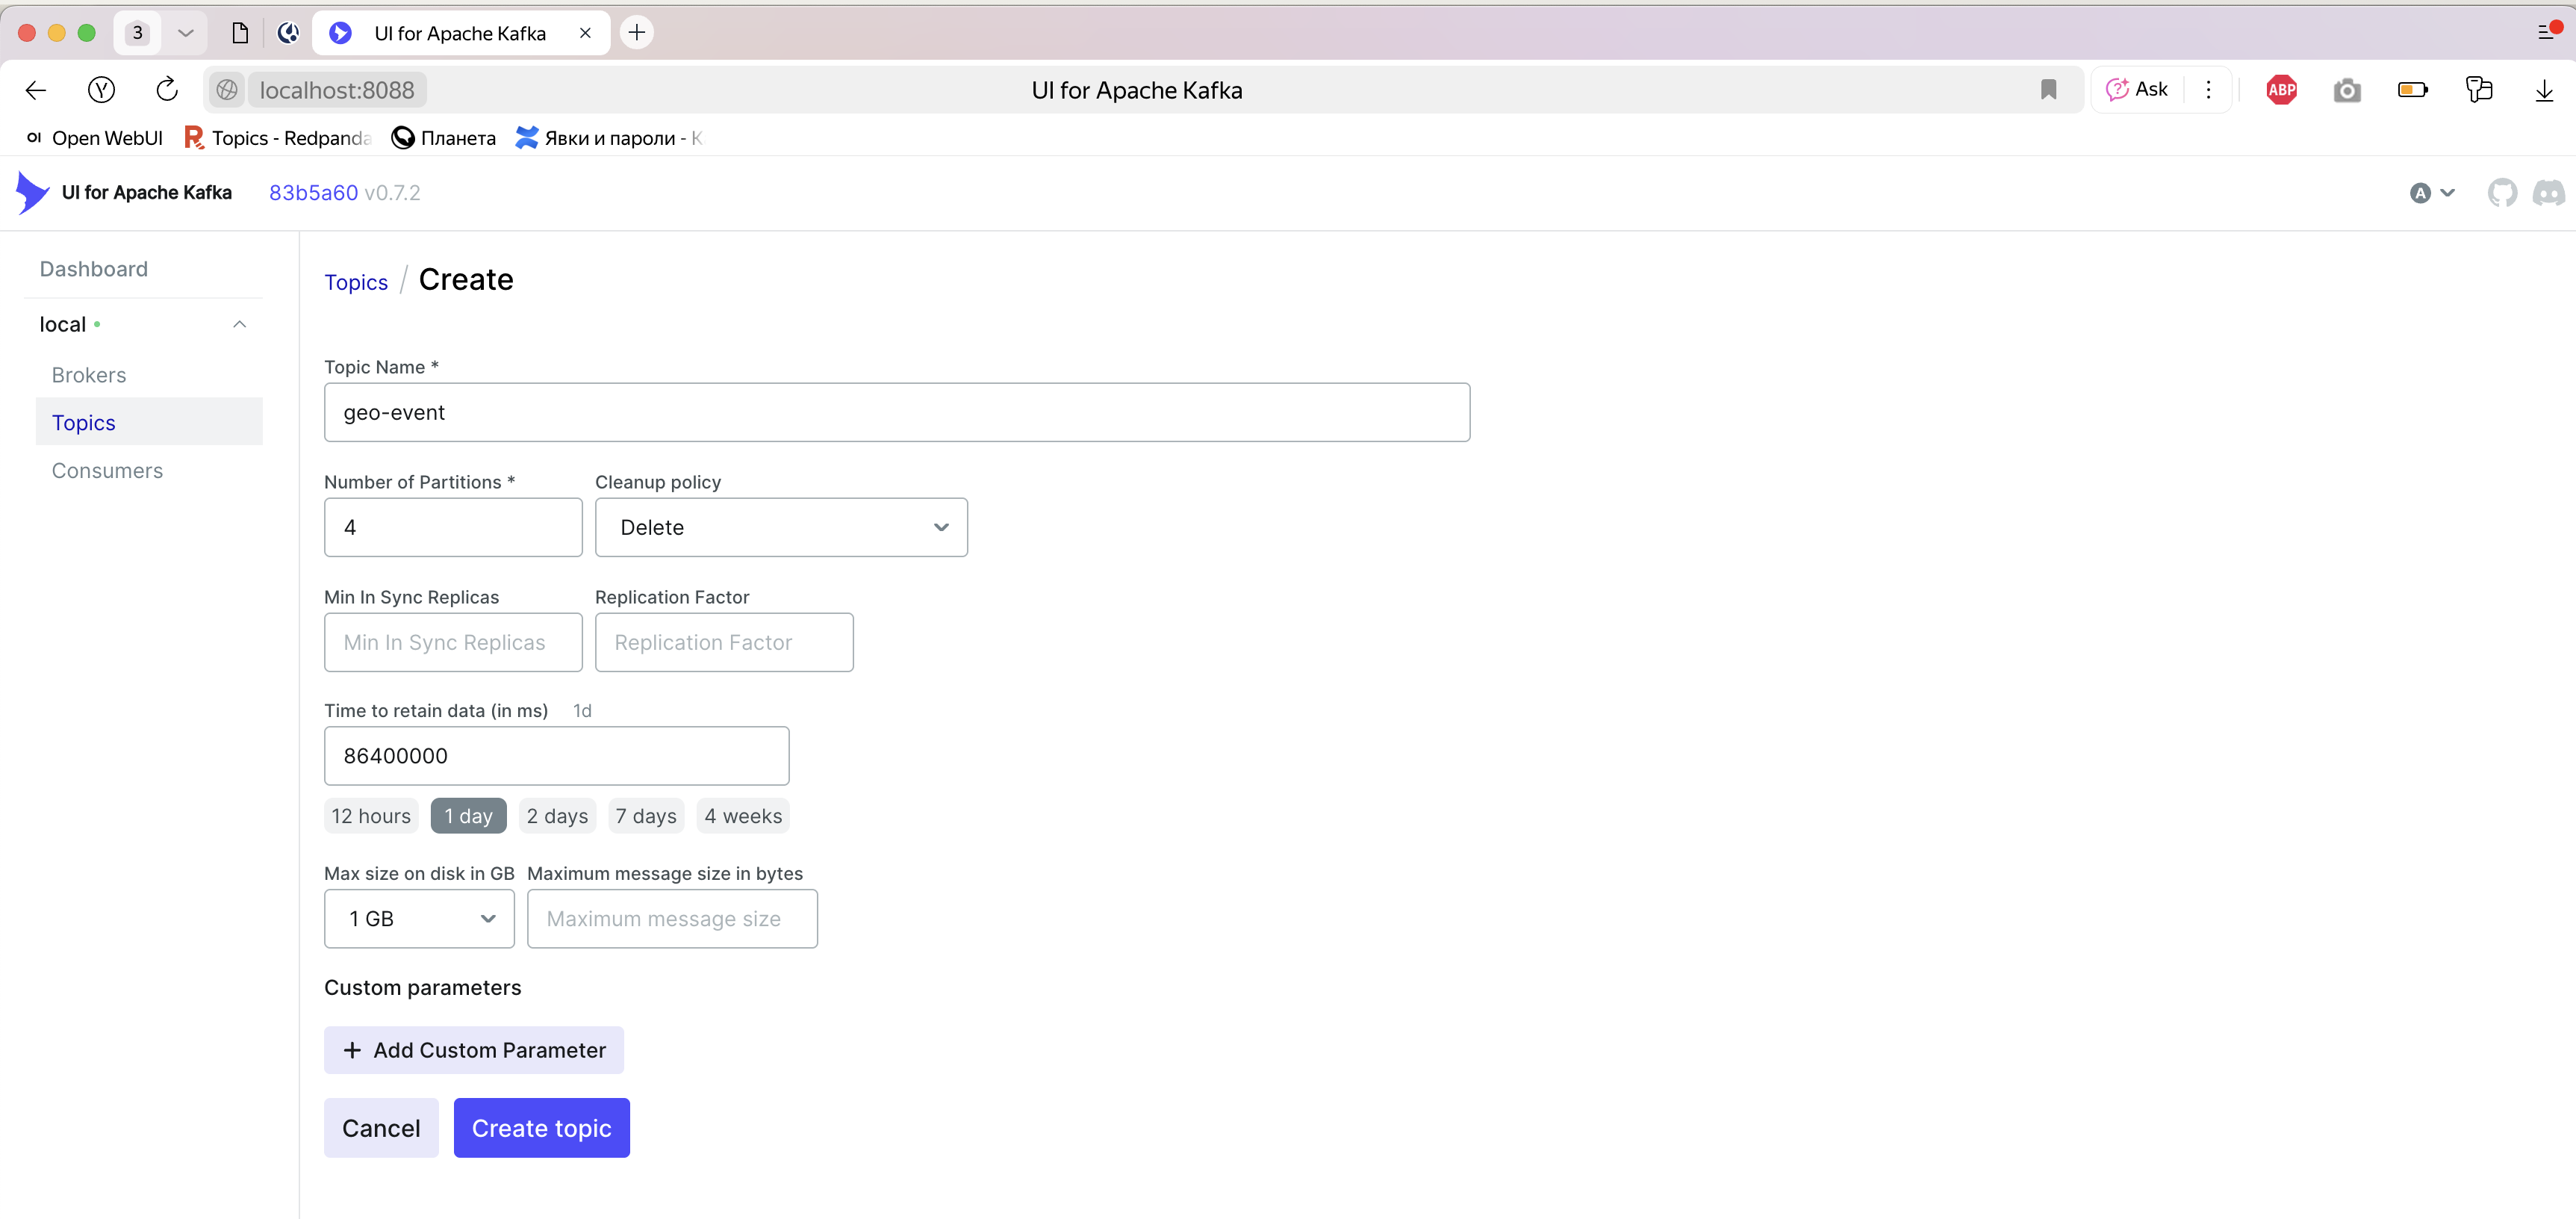 3
UI for Apache Kafka
localhost:8088
UI for Apache Kafka
Ask
ABP
Open WebUI
Topics - Redpanda
Планета
Явки и пароли - K
UI for Apache Kafka 83b5a60 v0.7.2
A
Dashboard
local
Brokers
Topics
Consumers
Topics / Create
Topic Name *
geo-event
Number of Partitions * Cleanup policy
4 Delete
Min In Sync Replicas Replication Factor
Min In Sync Replicas Replication Factor
Time to retain data (in ms) 1d
86400000
12 hours 1 day 2 days 7 days 4 weeks
Max size on disk in GB Maximum message size in bytes
1 GB Maximum message size
Custom parameters
+ Add Custom Parameter
Cancel Create topic